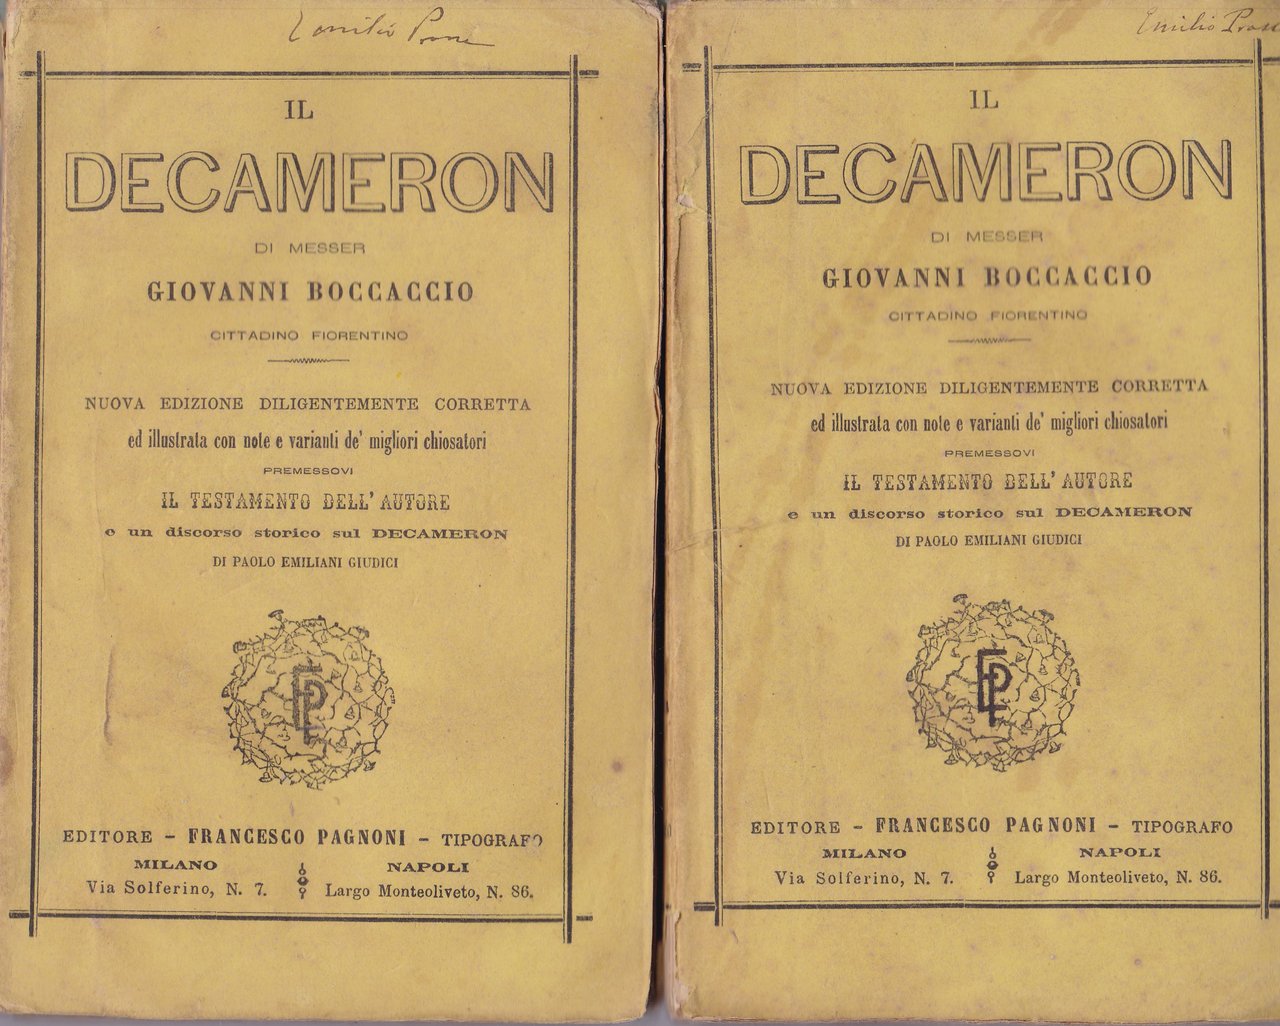 Emilio
IL
DECAMERON
DI MESSER
GIOVANNI BOCCACCIO
CITTADINO FIORENTINO
NUOVA EDIZIONE DILIGENTEMENTE CORRETTA
ed illustrata con note e varianti de' migliori chiosatori
PREMESSOVI
IL TESTAMENTO DELL'AUTORE
e un discorso storico sul DECAMERON
DI PAOLO EMILIANI GIUDICI
FP
EDITORE – FRANCESCO PAGNONI – TIPOGRAFO
MILANO NAPOLI
Via Solferino, N. 7. Largo Monteoliveto, N. 86.
Emilio
IL
DECAMERON
DI MESSER
GIOVANNI BOCCACCIO
CITTADINO FIORENTINO
NUOVA EDIZIONE DILIGENTEMENTE CORRETTA
ed illustrata con note e varianti de' migliori chiosatori
PREMESSOVI
IL TESTAMENTO DELL'AUTORE
e un discorso storico sul DECAMERON
DI PAOLO EMILIANI GIUDICI
FP
EDITORE – FRANCESCO PAGNONI – TIPOGRAFO
MILANO NAPOLI
Via Solferino, N. 7. Largo Monteoliveto, N. 86.